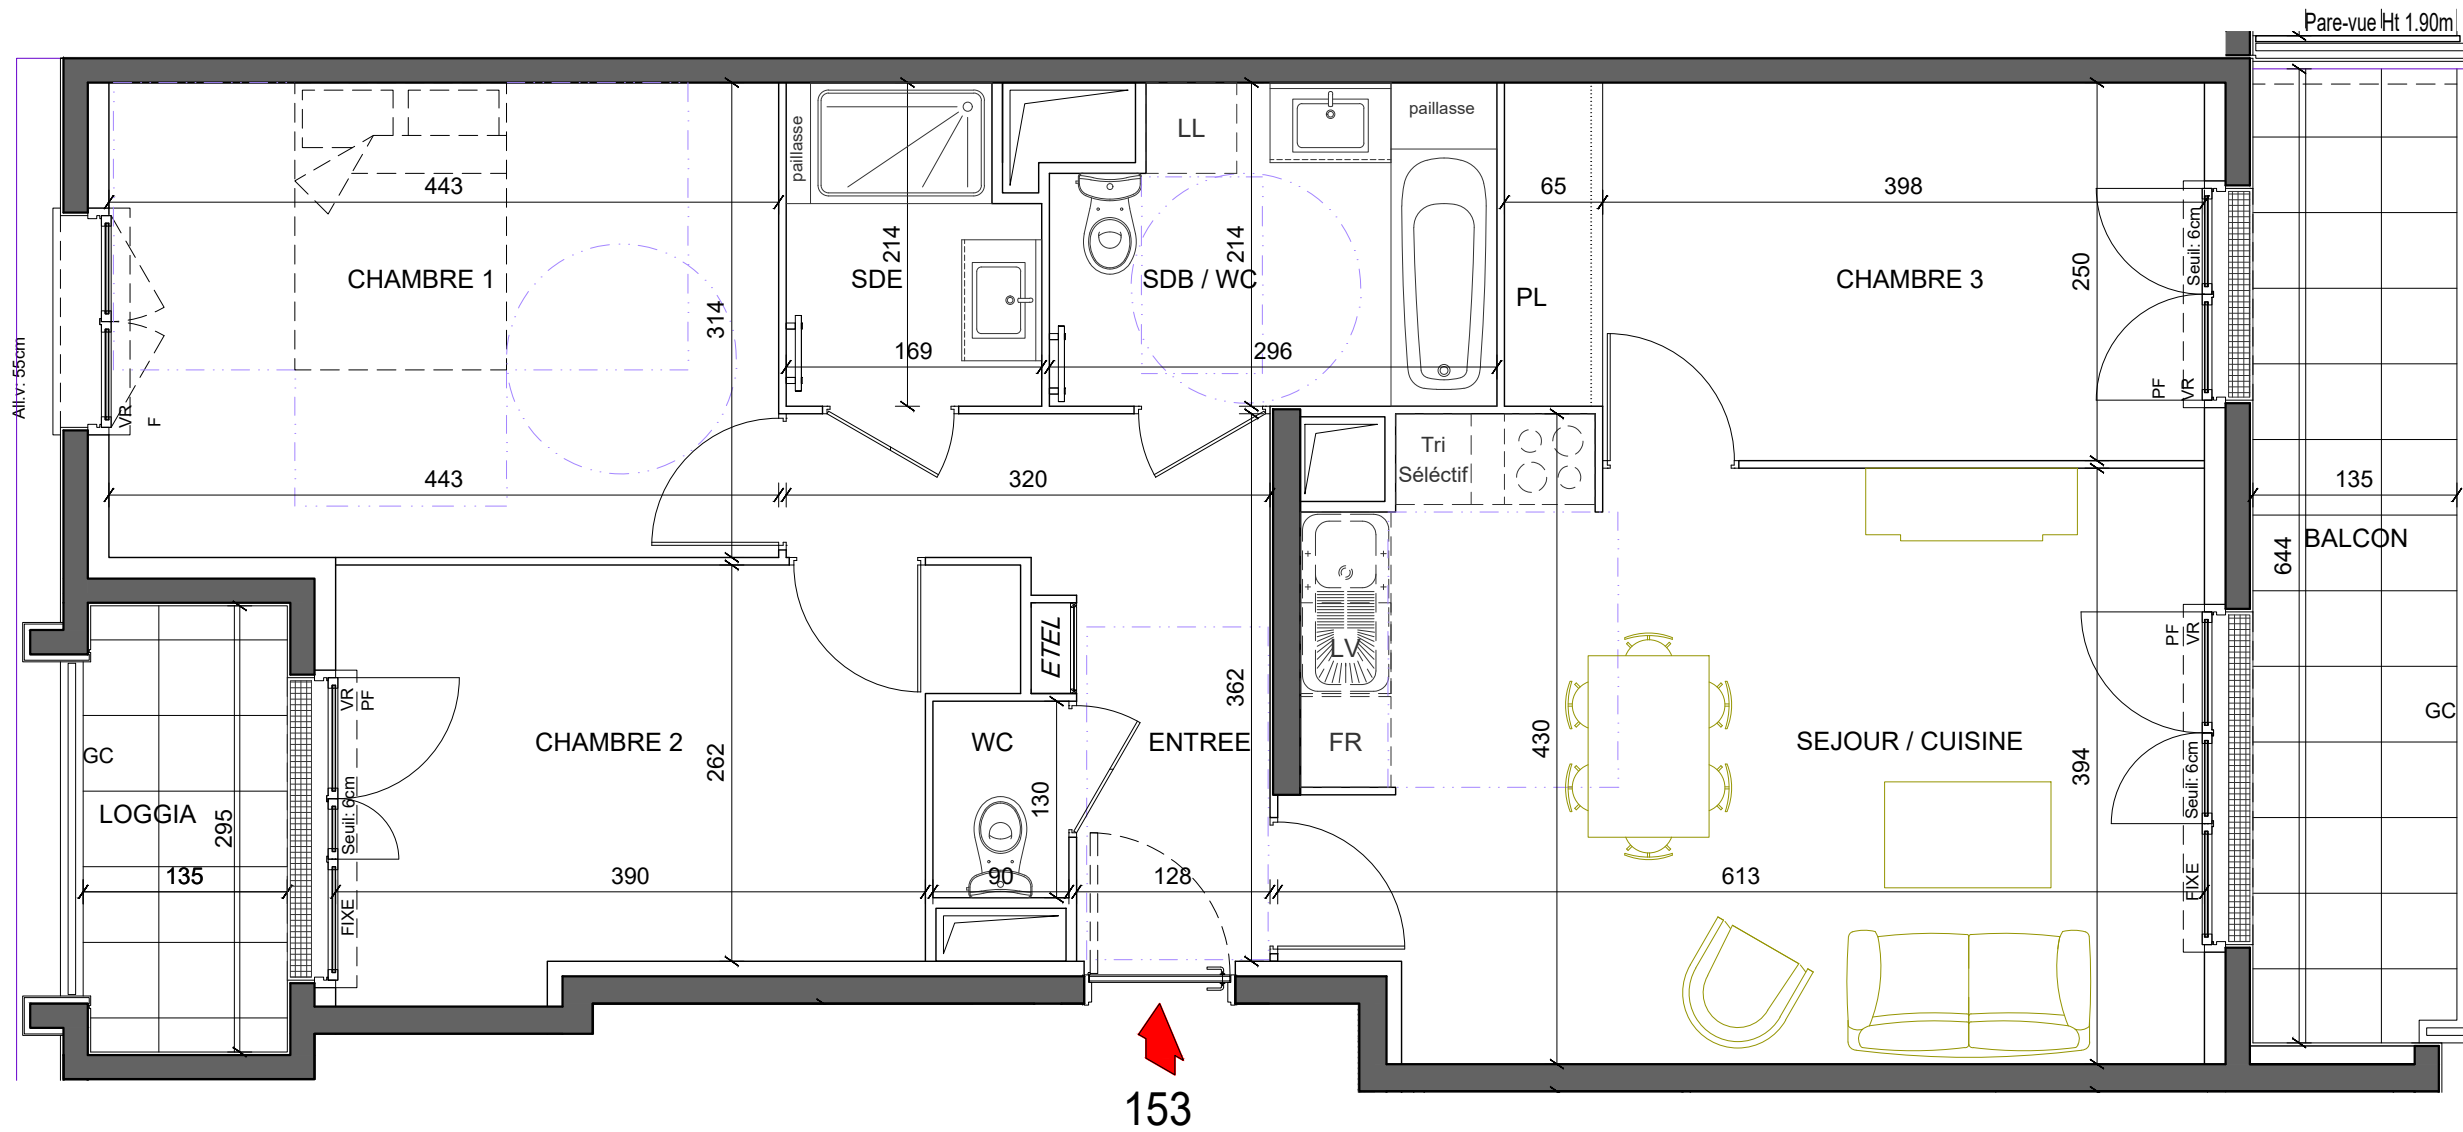 Pare-vue Ht 1.90m
paillasse
LL
paillasse
443
65
398
214
214
250
Seuil: 6cm
CHAMBRE 1
SDE
SDB / WC
PL
CHAMBRE 3
314
169
296
All.v: 55cm
VR
F
PF
VR
Tri
Séléctif
443
320
135
BALCON
644
ETEL
LV
PF
VR
362
VR
PF
GC
CHAMBRE 2
262
WC
ENTREE
FR
430
SEJOUR / CUISINE
394
GC
Seuil: 6cm
LOGGIA
295
Seuil: 6cm
130
135
390
90
128
613
FIXE
FIXE
153